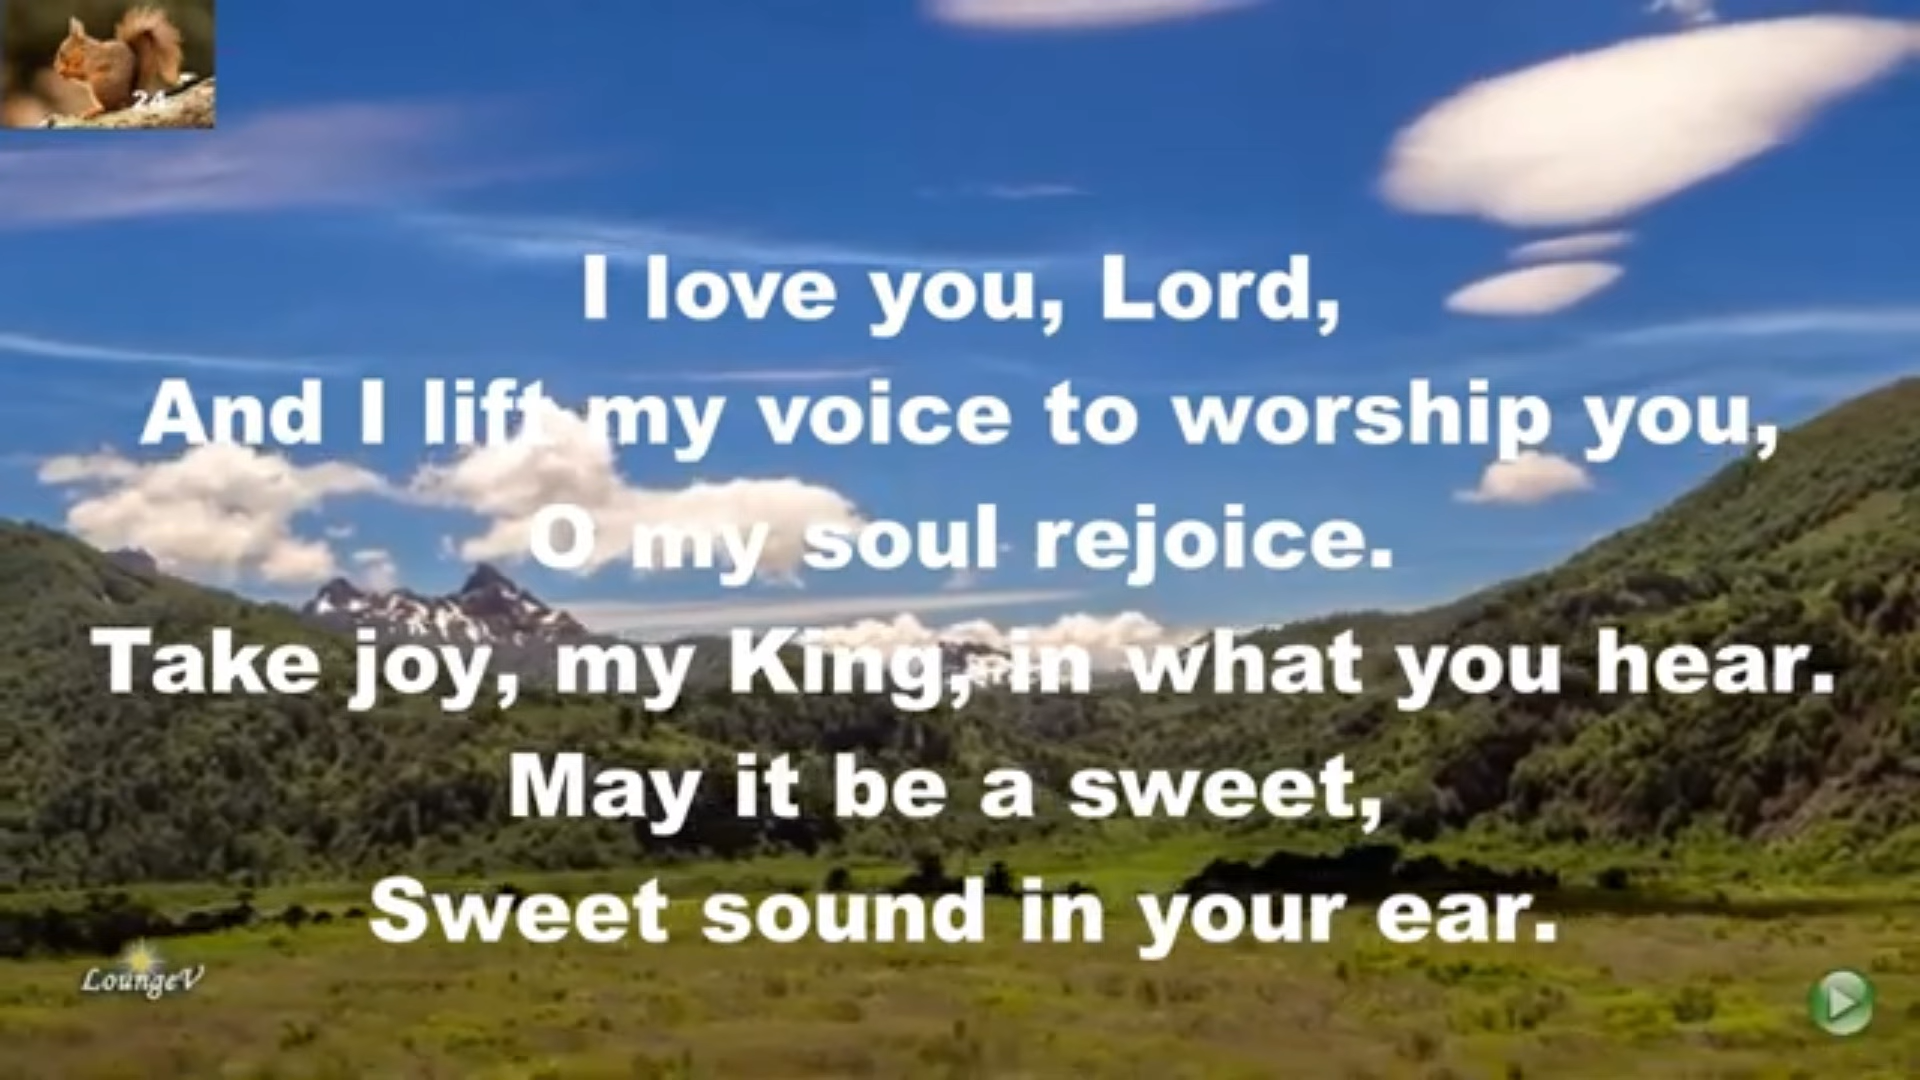 24
I love you, Lord,
And I lift my voice to worship you,
O my soul rejoice.
Take joy, my King, in what you hear.
May it be a sweet,
Sweet sound in your ear.
LoungeV